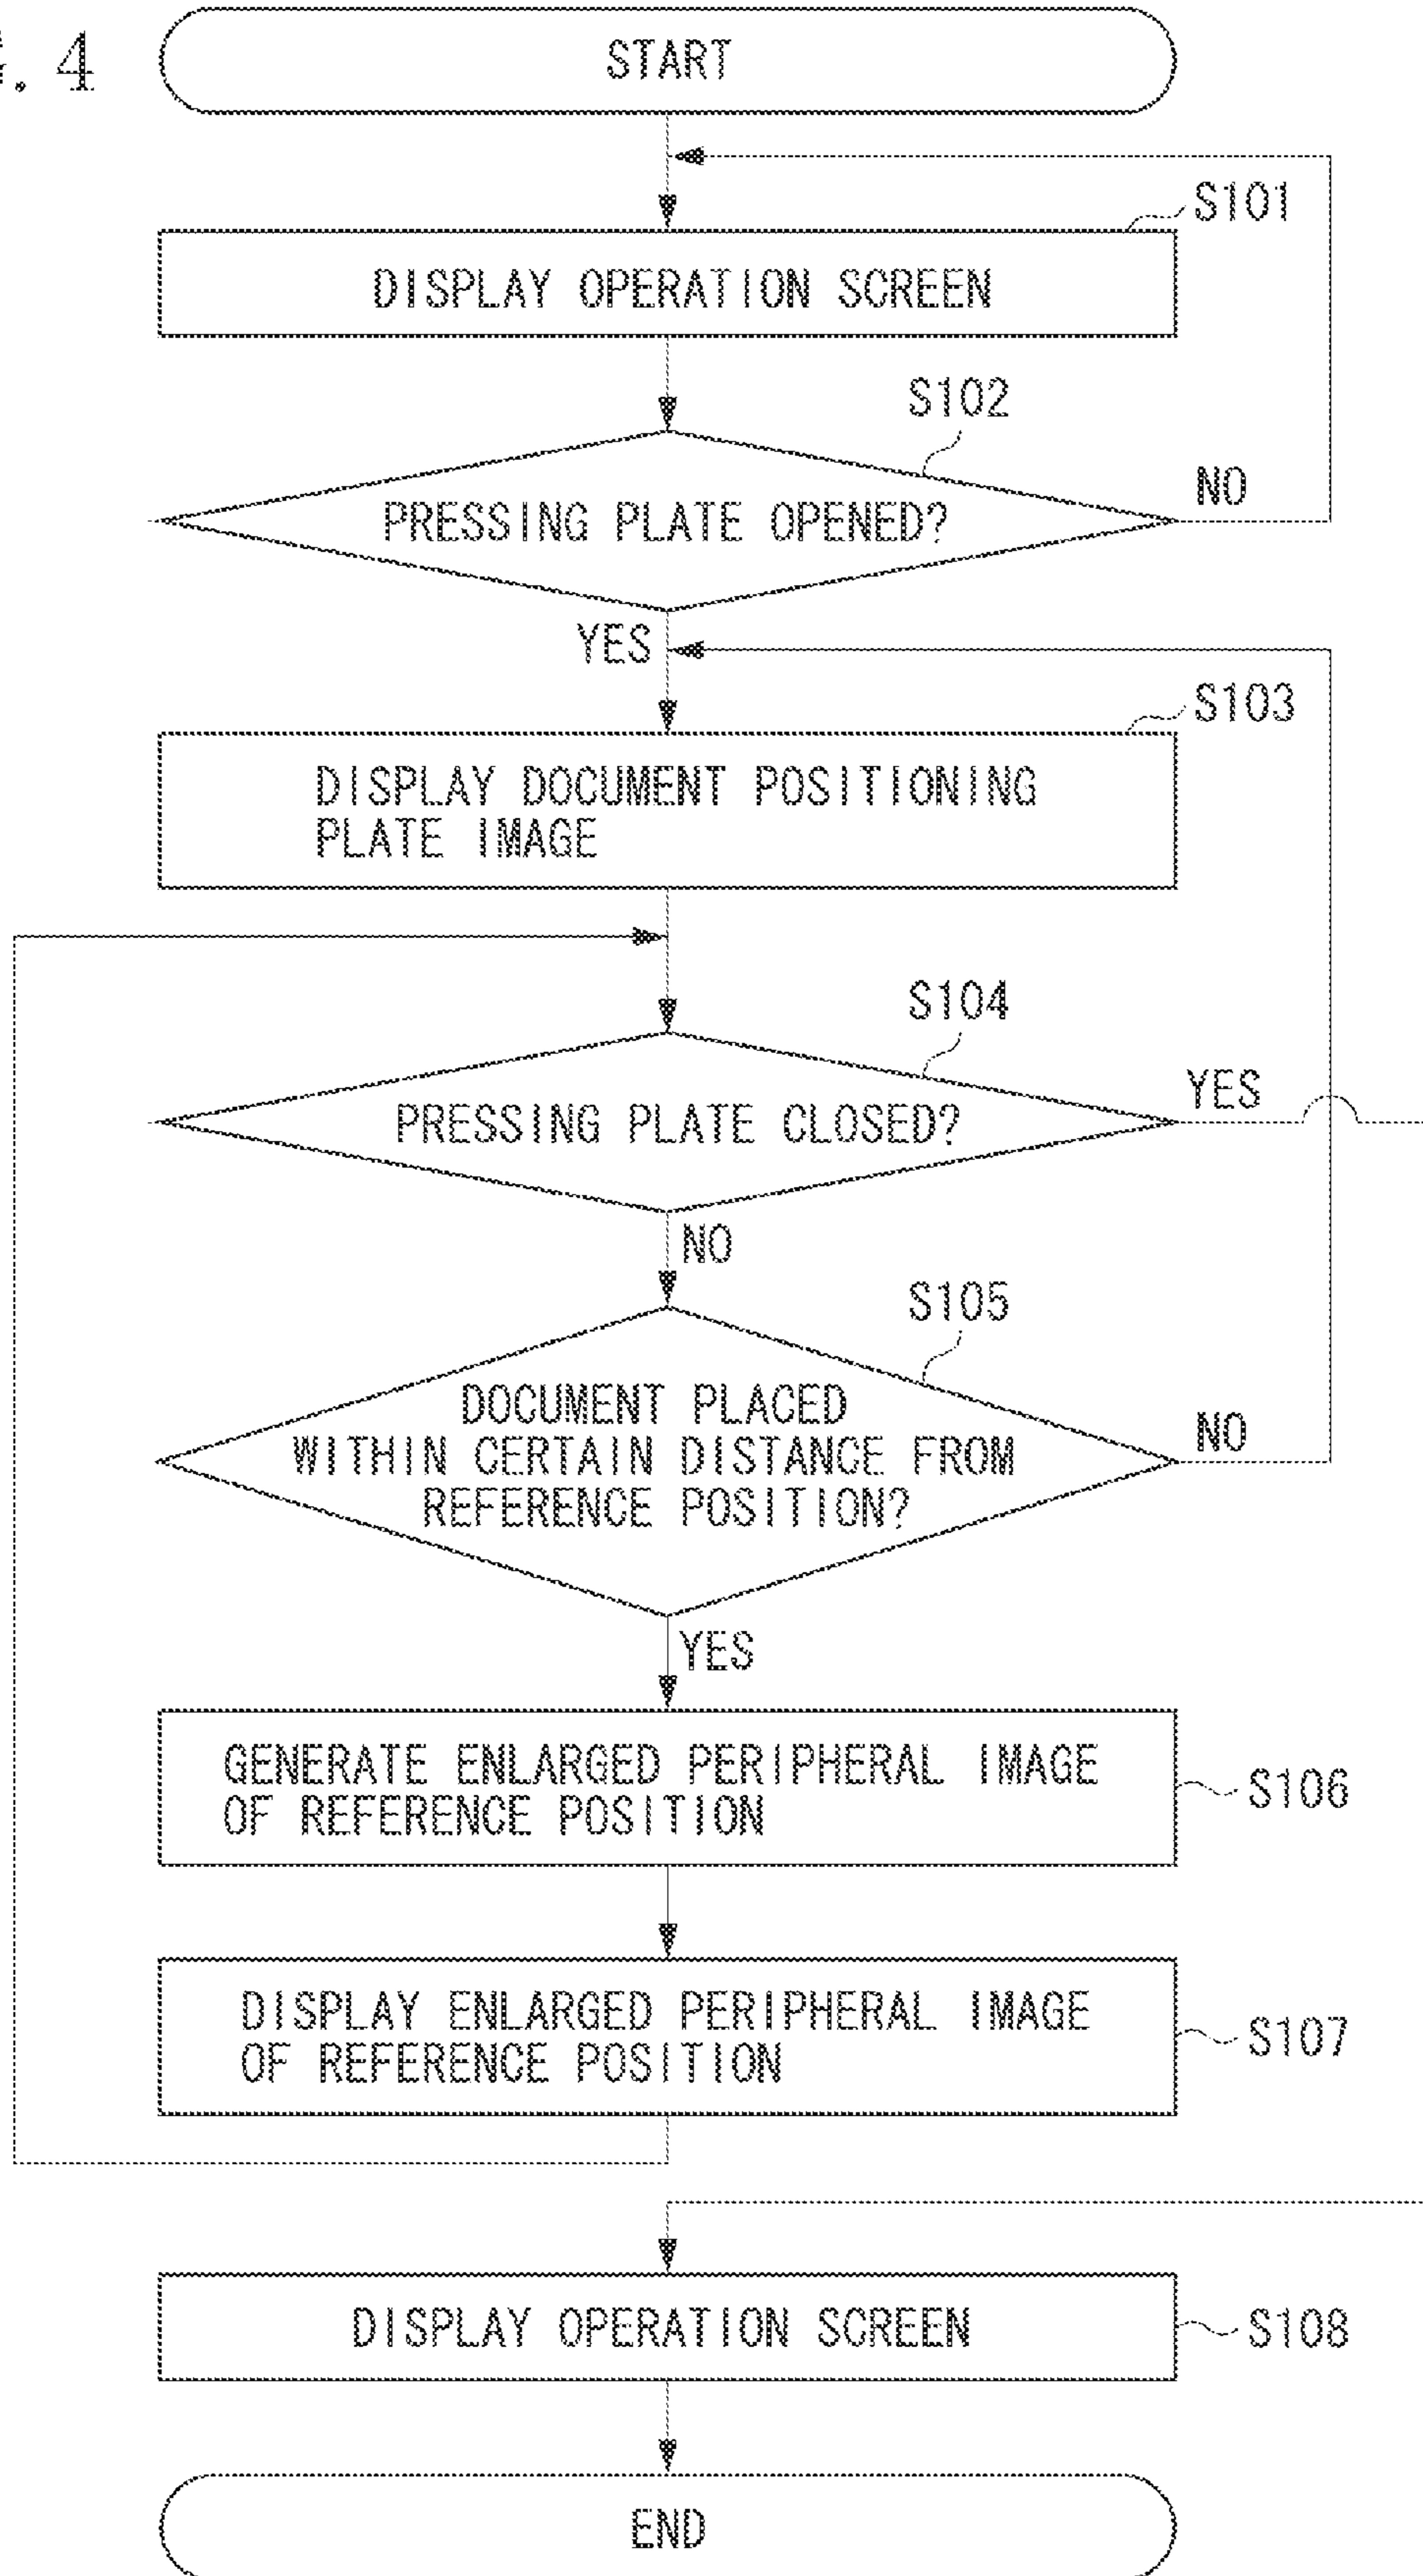 . 4
START
S101
DISPLAY OPERATION SCREEN
S102
PRESSING PLATE OPENED?
NO
YES
S103
DISPLAY DOCUMENT POSITIONING
PLATE IMAGE
S104
PRESSING PLATE CLOSED?
YES
NO
S105
DOCUMENT PLACED
WITHIN CERTAIN DISTANCE FROM
REFERENCE POSITION?
NO
YES
GENERATE ENLARGED PERIPHERAL IMAGE
OF REFERENCE POSITION
S106
DISPLAY ENLARGED PERIPHERAL IMAGE
OF REFERENCE POSITION
S107
DISPLAY OPERATION SCREEN
S108
END